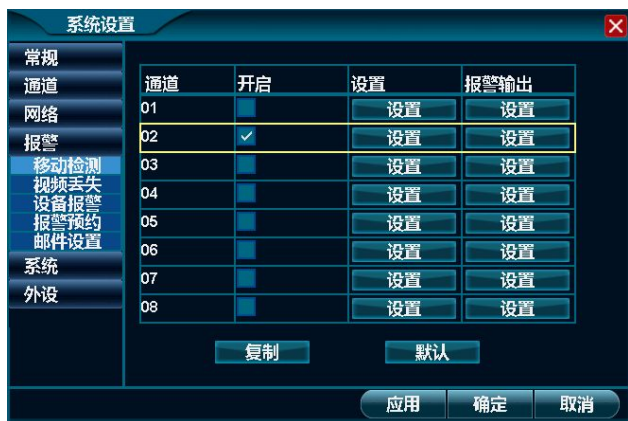 系统设置
常规
通道
网络
报警
移动检测
视频丢失
设备报警
报警预约
邮件设置
系统
外设
通道 开启 设置 报警输出
01 设置 设置
02 设置 设置
03 设置 设置
04 设置 设置
05 设置 设置
06 设置 设置
07 设置 设置
08 设置 设置
复制 默认
应用 确定 取消